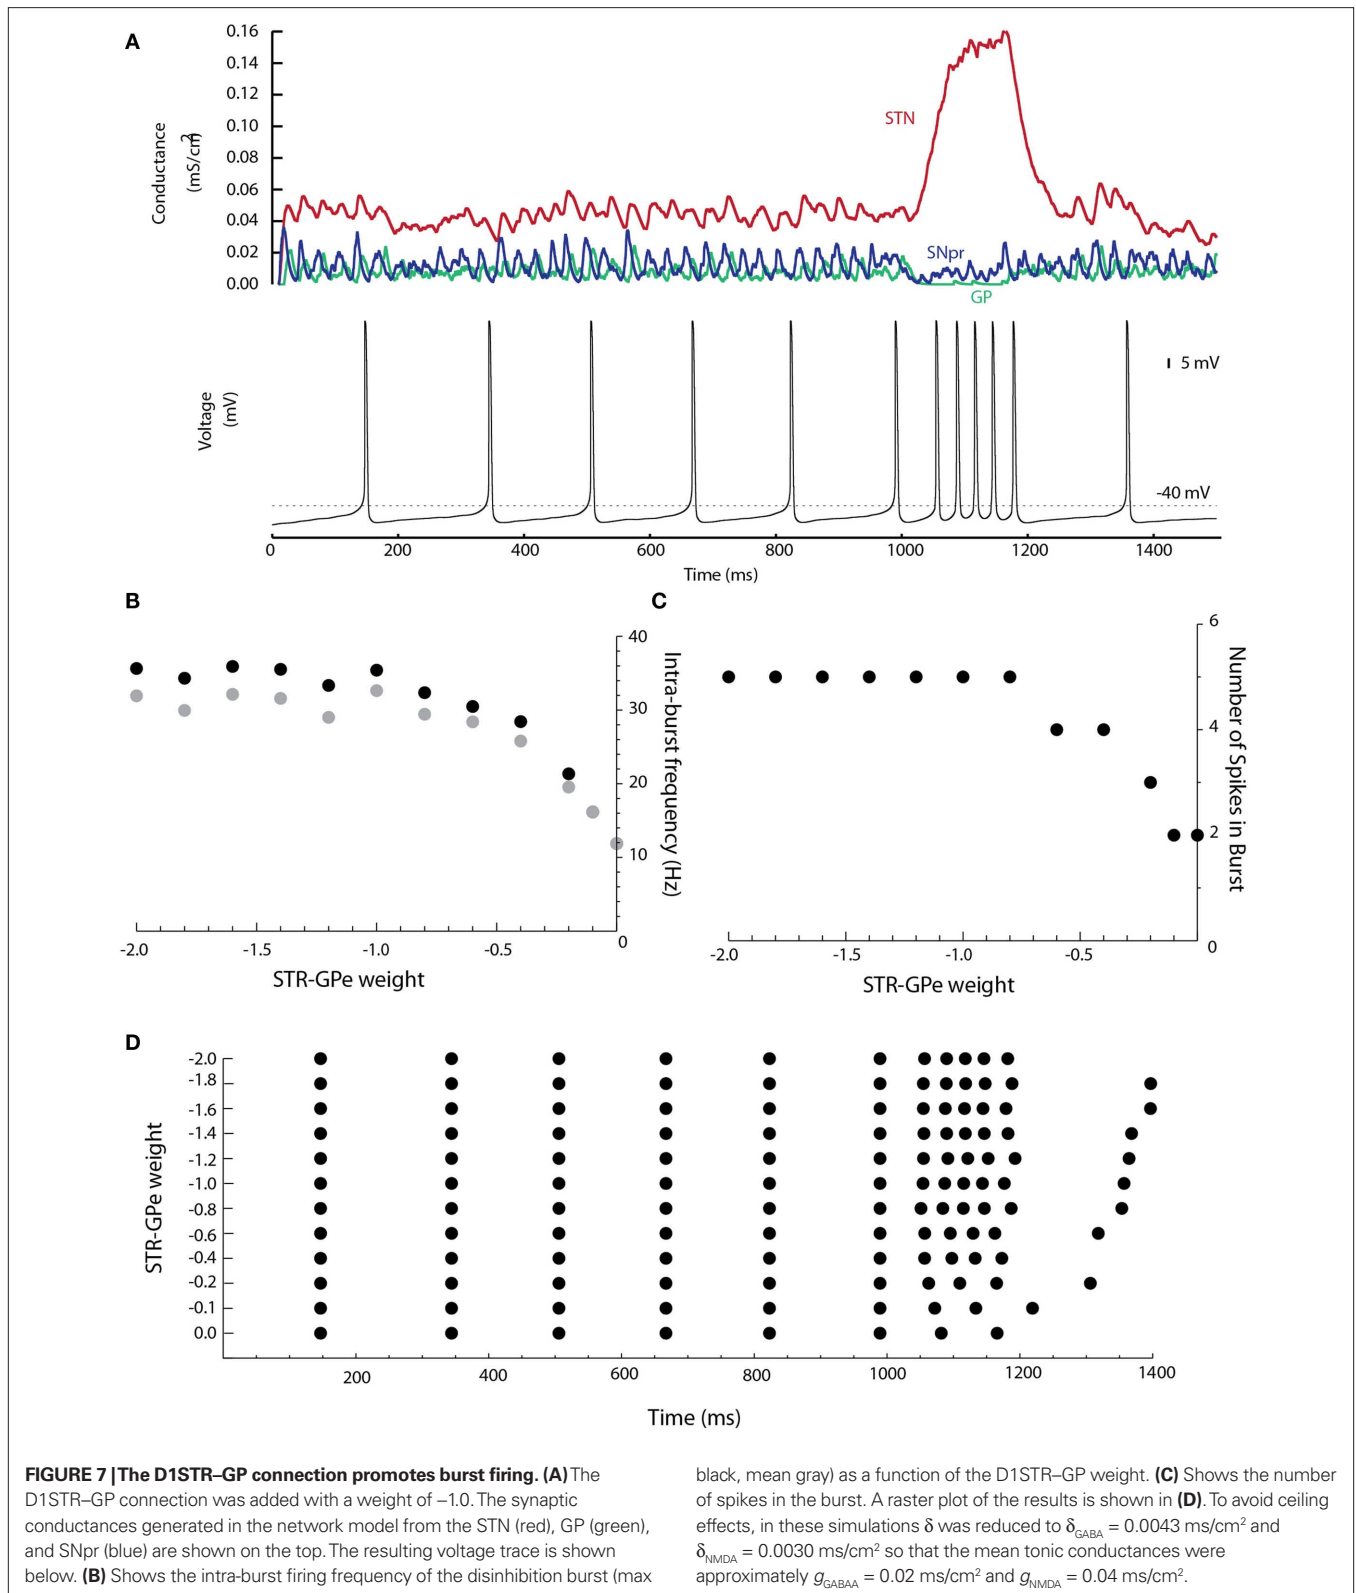 A
0.16
0.14
0.12
0.10
0.08
0.06
0.04
0.02
0.00
Conductance
(mS/cm2)
STN
SNpr
GP
Voltage
(mV)
5 mV
-40 mV
0 200 400 600 800 1000 1200 1400
Time (ms)
B
40
30
20
10
0
Intra-burst frequency (Hz)
-2.0 -1.5 -1.0 -0.5
STR-GPe weight
C
6
4
2
0
Number of Spikes in Burst
-2.0 -1.5 -1.0 -0.5
STR-GPe weight
D
STR-GPe weight
-2.0
-1.8
-1.6
-1.4
-1.2
-1.0
-0.8
-0.6
-0.4
-0.2
-0.1
0.0
200 400 600 800 1000 1200 1400
Time (ms)
FIGURE 7 | The D1STR–GP connection promotes burst firing. (A) The
D1STR–GP connection was added with a weight of –1.0. The synaptic
conductances generated in the network model from the STN (red), GP (green),
and SNpr (blue) are shown on the top. The resulting voltage trace is shown
below. (B) Shows the intra-burst firing frequency of the disinhibition burst (max
black, mean gray) as a function of the D1STR–GP weight. (C) Shows the number
of spikes in the burst. A raster plot of the results is shown in (D). To avoid ceiling
effects, in these simulations δ was reduced to δGABA = 0.0043 ms/cm² and
δNMDA = 0.0030 ms/cm² so that the mean tonic conductances were
approximately gGABAA = 0.02 ms/cm² and gNMDA = 0.04 ms/cm².